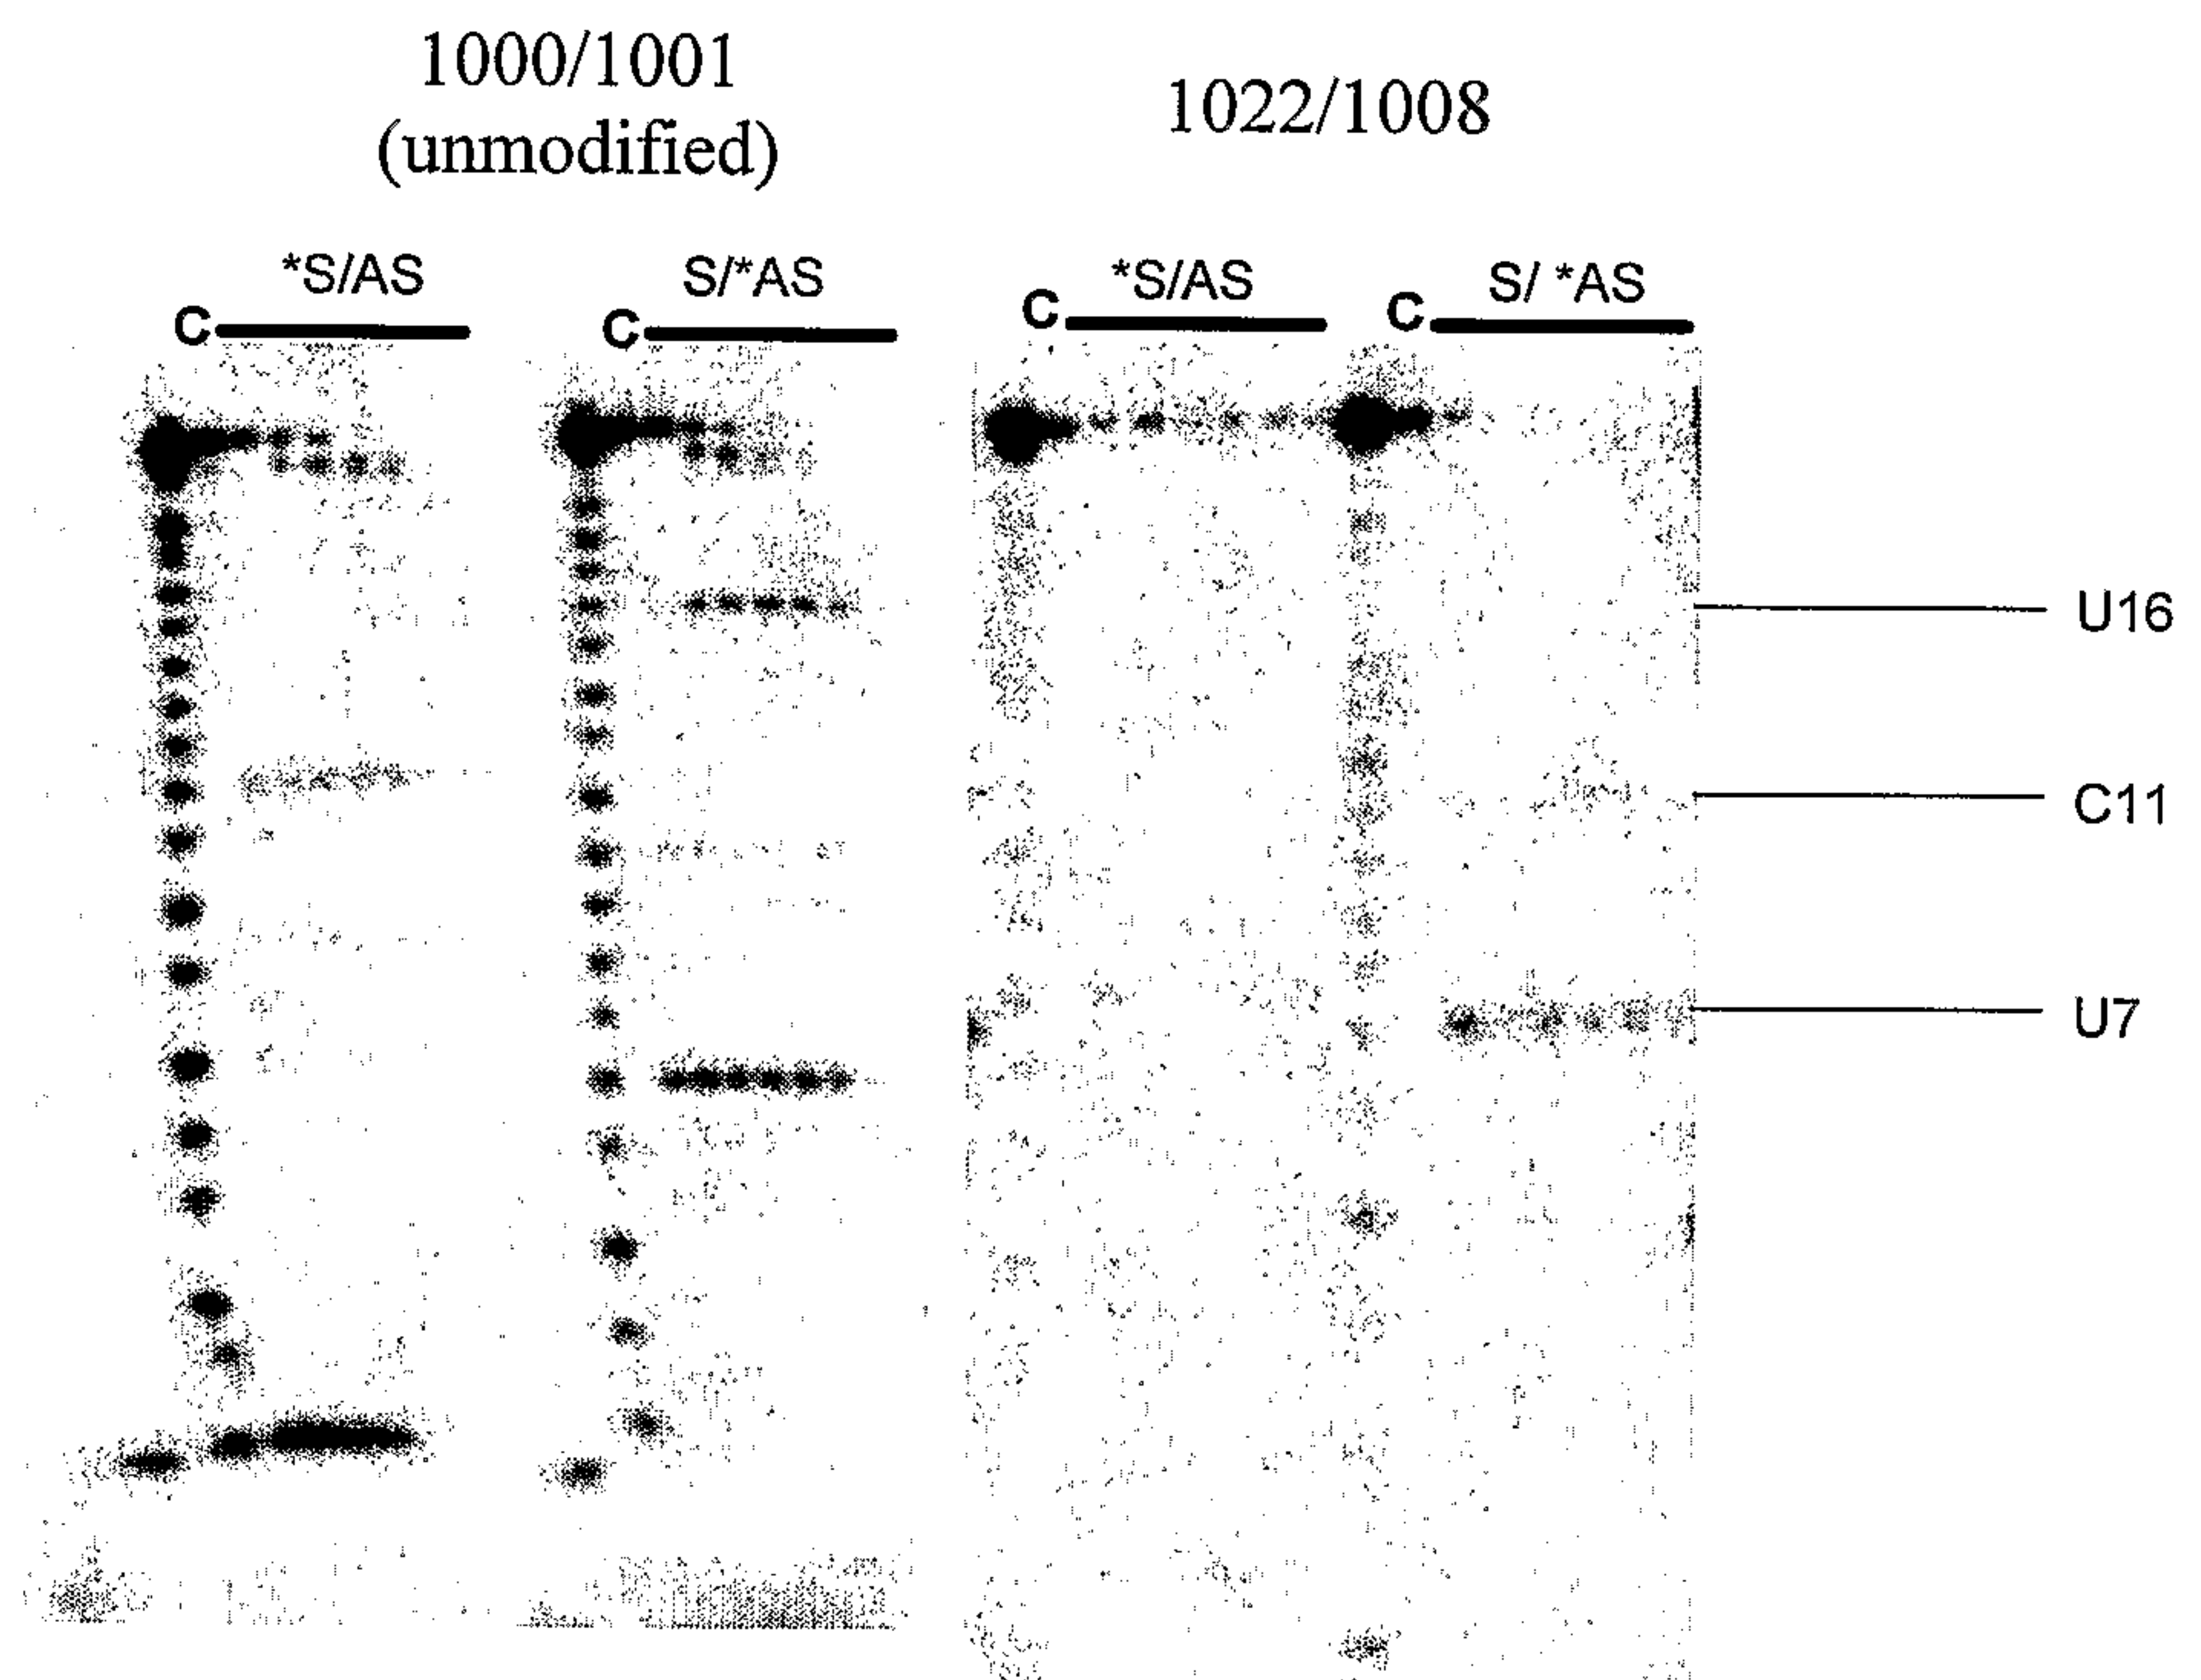 1000/1001
(unmodified)
1022/1008
*S/AS
S/*AS
*S/AS
S/ *AS
C
C
C
C
U16
C11
U7